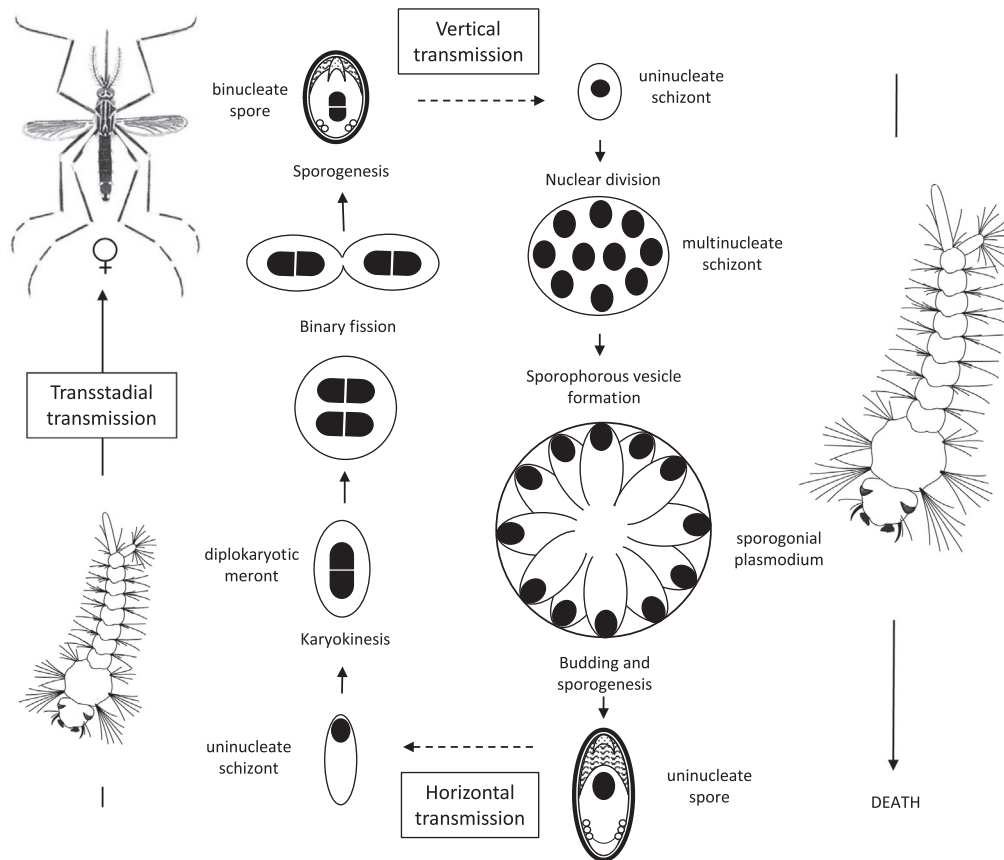 Vertical
transmission
binucleate
spore
uninucleate
schizont
Sporogenesis
Nuclear division
multinucleate
schizont
Binary fission
Sporophorous vesicle
formation
Transstadial
transmission
diplokaryotic
meront
sporogonial
plasmodium
Karyokinesis
Budding and
sporogenesis
uninucleate
schizont
Horizontal
transmission
uninucleate
spore
DEATH